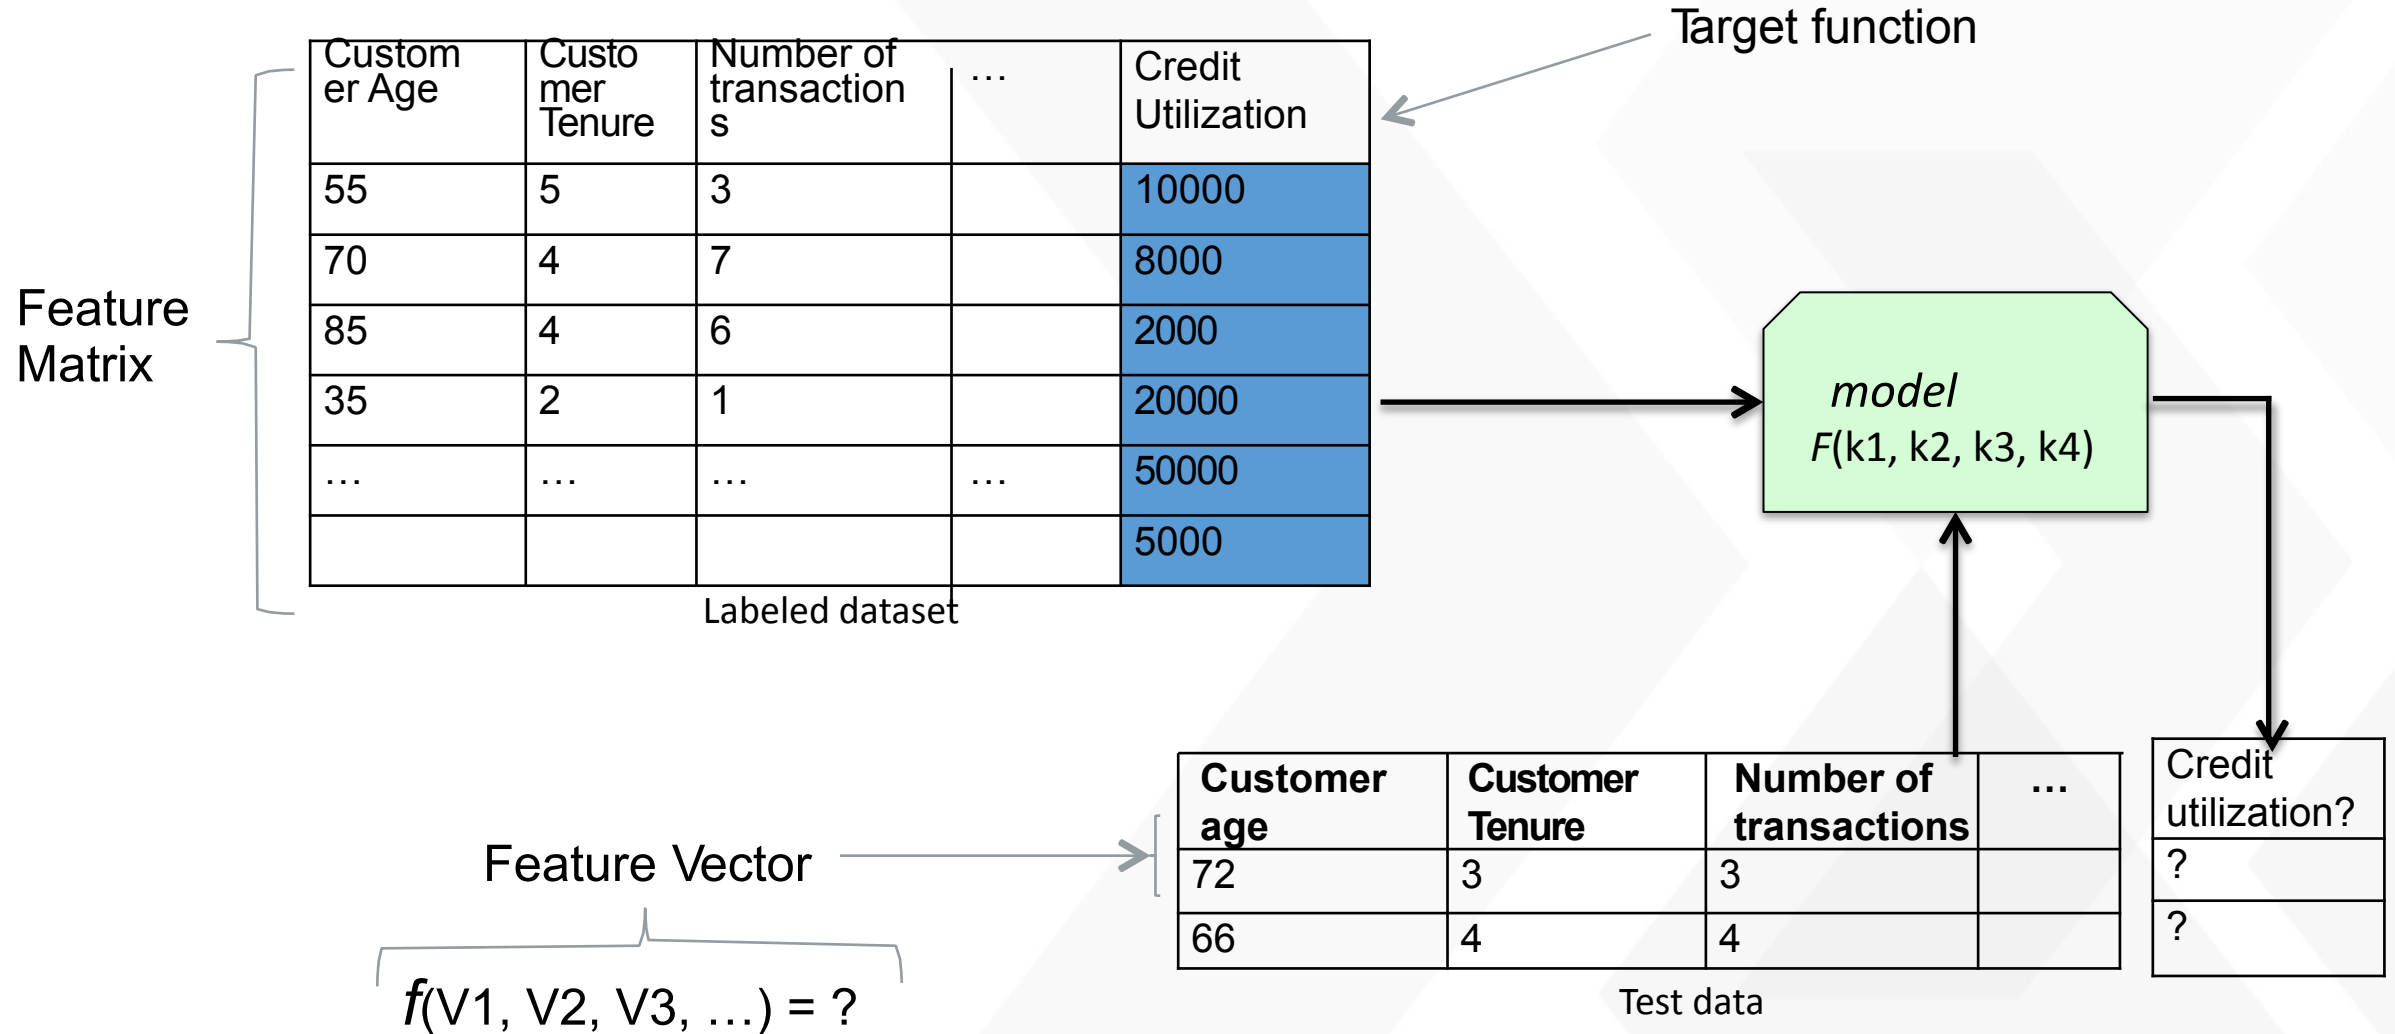 Target function
Custom
er Age
Custo
mer
Tenure
Number of
transaction
s
…
Credit
Utilization
55 5 3 10000
70 4 7 8000
85 4 6 2000
35 2 1 20000
… … … … 50000
5000
Labeled dataset
Feature
Matrix
model
F(k1, k2, k3, k4)
Feature Vector
f(V1, V2, V3, …) = ?
Customer
age
Customer
Tenure
Number of
transactions
…
72 3 3
66 4 4
Test data
Credit
utilization?
?
?